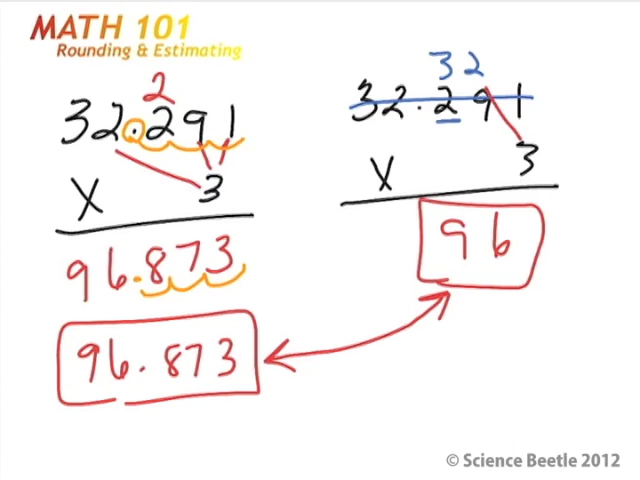 MATH 101
Rounding & Estimating
2
32.291
X 3
96.873
96.873
32
32.291
X 3
96
© Science Beetle 2012